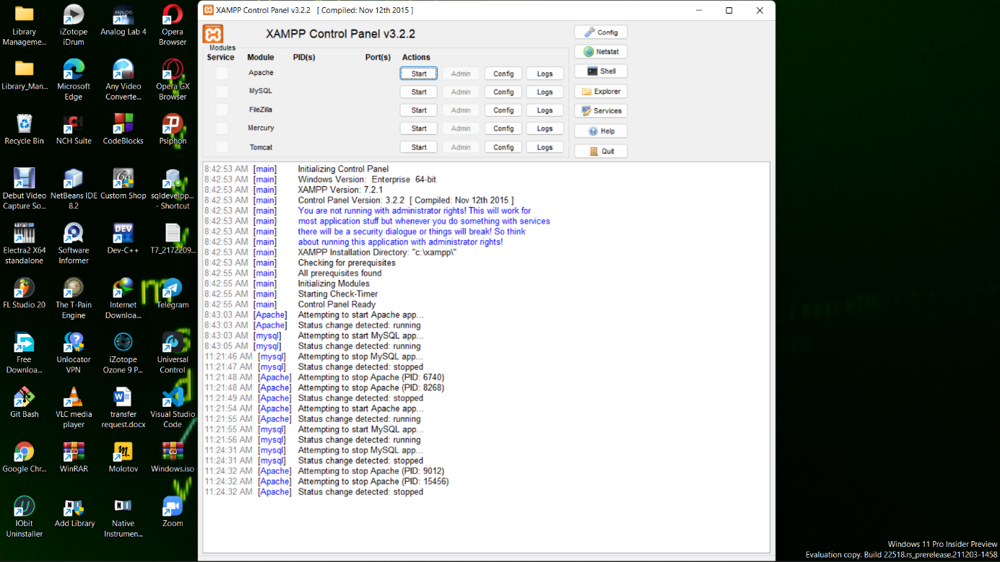 Library
Manageme...
iZotope
iDrum
Analog Lab 4
Opera
Browser
Library_Man...
Microsoft
Edge
Any Video
Converte...
Opera GX
Browser
Recycle Bin
NCH Suite
CodeBlocks
Psiphon
Debut Video
Capture So...
NetBeans IDE
8.2
Custom Shop
sqldevelop...
- Shortcut
Electra2 X64
standalone
Software
Informer
DEV
Dev-C++
T7_2172209...
FL Studio 20
The T-Pain
Engine
Internet
Downloa...
Telegram
Free
Downloa...
Unlocator
VPN
iZotope
Ozone 9 P...
Universal
Control
Git Bash
VLC media
player
transfer
request.docx
Visual Studio
Code
Google Chr...
WinRAR
Molotov
Windows.iso
IObit
Uninstaller
Add Library
Native
Instrumen...
Zoom
XAMPP Control Panel v3.2.2 [ Compiled: Nov 12th 2015 ]
XAMPP Control Panel v3.2.2
Modules
Service Module PID(s) Port(s) Actions
Apache Start Admin Config Logs
MySQL Start Admin Config Logs
FileZilla Start Admin Config Logs
Mercury Start Admin Config Logs
Tomcat Start Admin Config Logs
Config
Netstat
Shell
Explorer
Services
Help
Quit
8:42:53 AM [main] Initializing Control Panel
8:42:53 AM [main] Windows Version: Enterprise 64-bit
8:42:53 AM [main] XAMPP Version: 7.2.1
8:42:53 AM [main] Control Panel Version: 3.2.2 [ Compiled: Nov 12th 2015 ]
8:42:53 AM [main] You are not running with administrator rights! This will work for
8:42:53 AM [main] most application stuff but whenever you do something with services
8:42:53 AM [main] there will be a security dialogue or things will break! So think
8:42:53 AM [main] about running this application with administrator rights!
8:42:53 AM [main] XAMPP Installation Directory: "c:\xampp\"
8:42:53 AM [main] Checking for prerequisites
8:42:55 AM [main] All prerequisites found
8:42:55 AM [main] Initializing Modules
8:42:55 AM [main] Starting Check-Timer
8:42:55 AM [main] Control Panel Ready
8:43:03 AM [Apache] Attempting to start Apache app...
8:43:03 AM [Apache] Status change detected: running
8:43:03 AM [mysql] Attempting to start MySQL app...
8:43:05 AM [mysql] Status change detected: running
11:21:46 AM [mysql] Attempting to stop MySQL app...
11:21:47 AM [mysql] Status change detected: stopped
11:21:48 AM [Apache] Attempting to stop Apache (PID: 6740)
11:21:48 AM [Apache] Attempting to stop Apache (PID: 8268)
11:21:49 AM [Apache] Status change detected: stopped
11:21:54 AM [Apache] Attempting to start Apache app...
11:21:55 AM [Apache] Status change detected: running
11:21:55 AM [mysql] Attempting to start MySQL app...
11:21:56 AM [mysql] Status change detected: running
11:24:31 AM [mysql] Attempting to stop MySQL app...
11:24:31 AM [mysql] Status change detected: stopped
11:24:32 AM [Apache] Attempting to stop Apache (PID: 9012)
11:24:32 AM [Apache] Attempting to stop Apache (PID: 15456)
11:24:32 AM [Apache] Status change detected: stopped
Windows 11 Pro Insider Preview
Evaluation copy. Build 22518.rs_prerelease.211203-1458